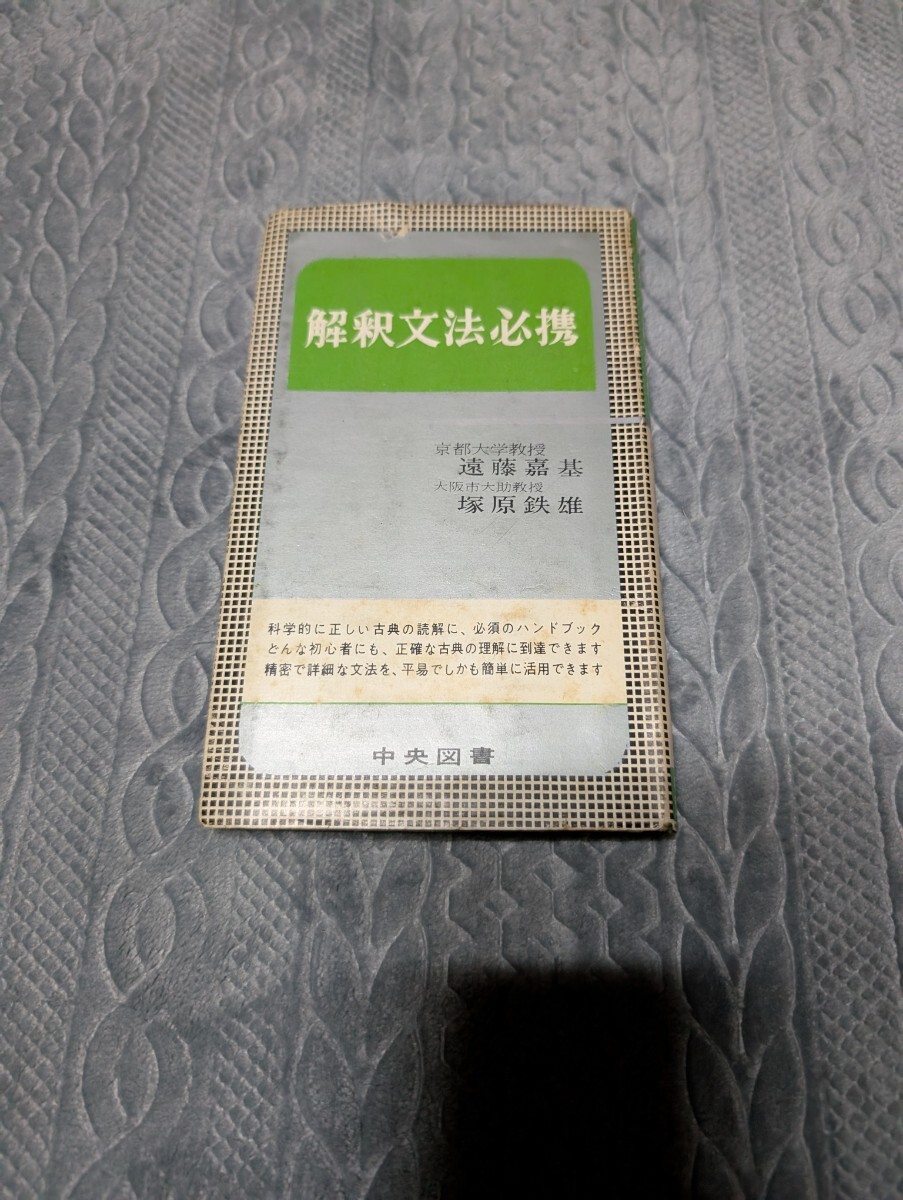 解釈文法必携
京都大学教授
遠藤嘉基
大阪市大助教授
塚原鉄雄
科学的に正しい古典の読解に、必須のハンドブック
どんな初心者にも、正確な古典の理解に到達できます
精密で詳細な文法を、平易でしかも簡単に活用できます
中央図書